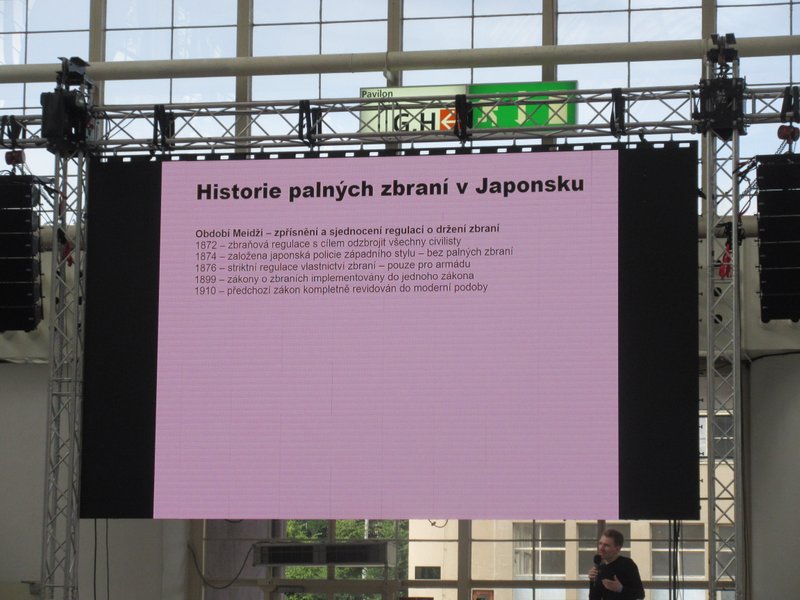 Pavilon
G.H
Historie palných zbraní v Japonsku
Období Meidži – zpřísnění a sjednocení regulací o držení zbraní
1872 – zbraňová regulace s cílem odzbrojit všechny civilisty
1874 – založena japonská policie západního stylu – bez palných zbraní
1876 – striktní regulace vlastnictví zbraní – pouze pro armádu
1899 – zákony o zbraních implementovány do jednoho zákona
1910 – předchozí zákon kompletně revidován do moderní podoby